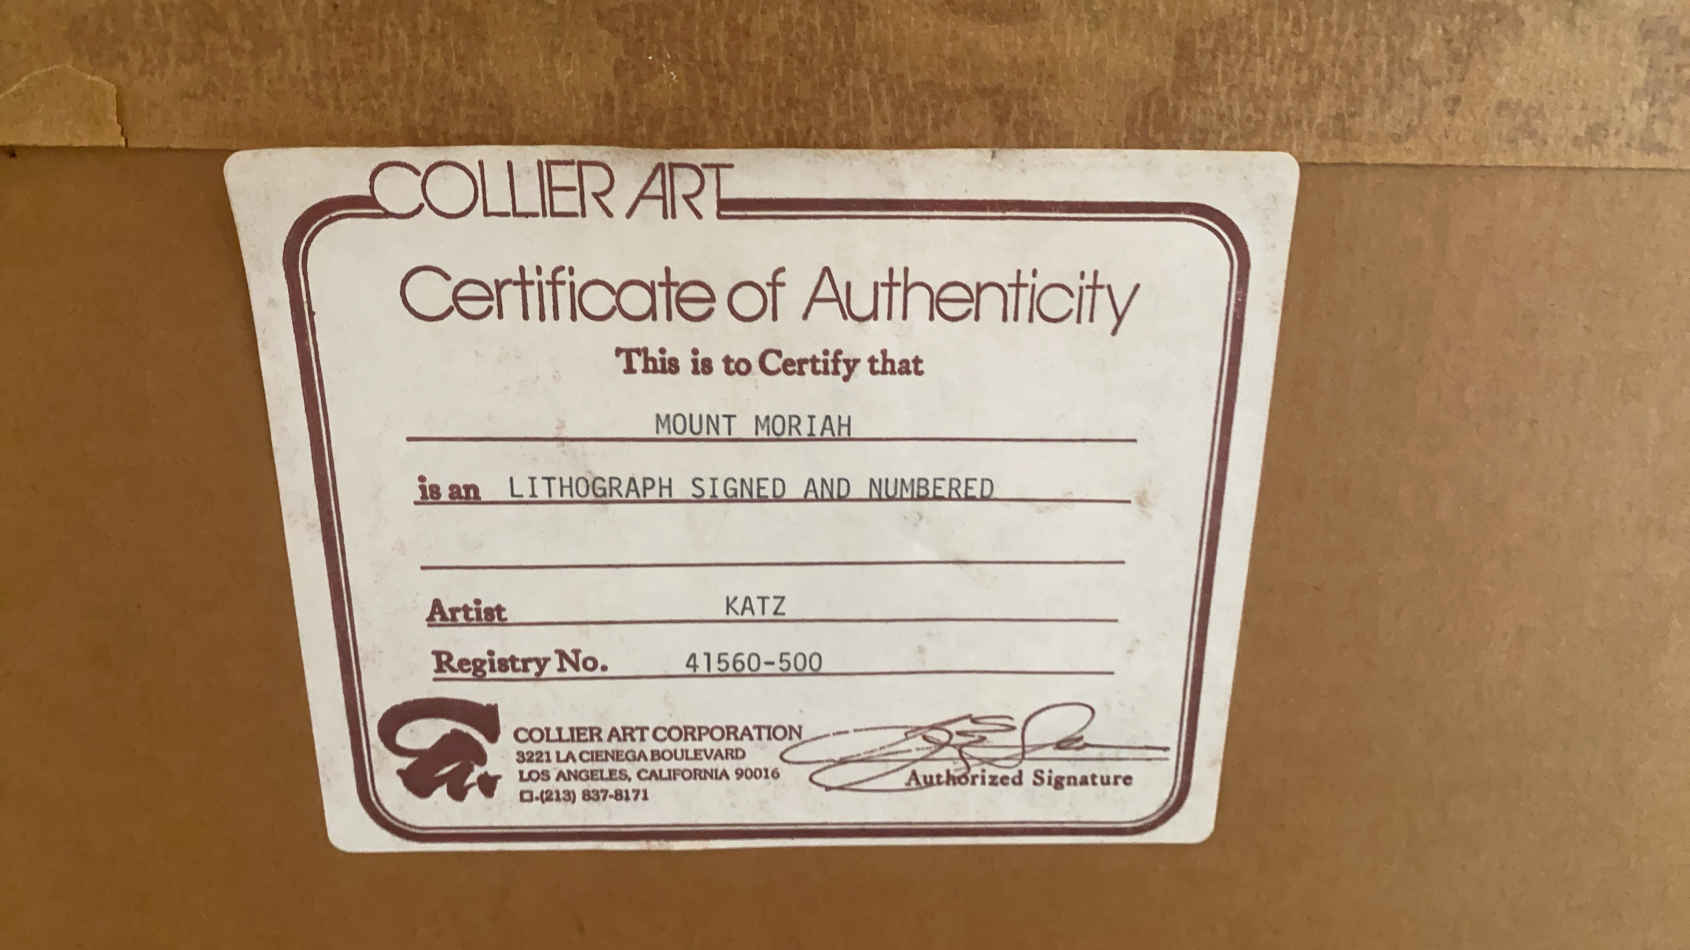 COLLIER ART
Certificate of Authenticity
This is to Certify that
MOUNT MORIAH
is an LITHOGRAPH SIGNED AND NUMBERED
Artist KATZ
Registry No. 41560-500
COLLIER ART CORPORATION
3221 LA CIENEGA BOULEVARD
LOS ANGELES, CALIFORNIA 90016
(213) 837-8171
Authorized Signature